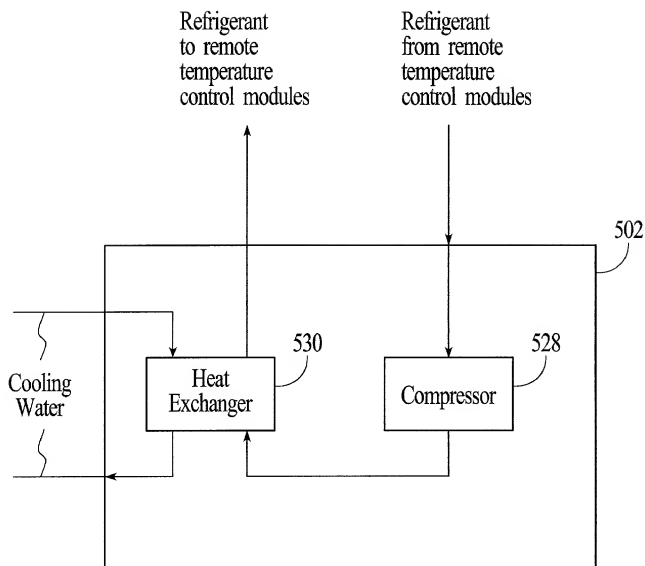 Refrigerant
to remote
temperature
control modules
Refrigerant
from remote
temperature
control modules
502
530
528
Heat
Exchanger
Compressor
Cooling
Water